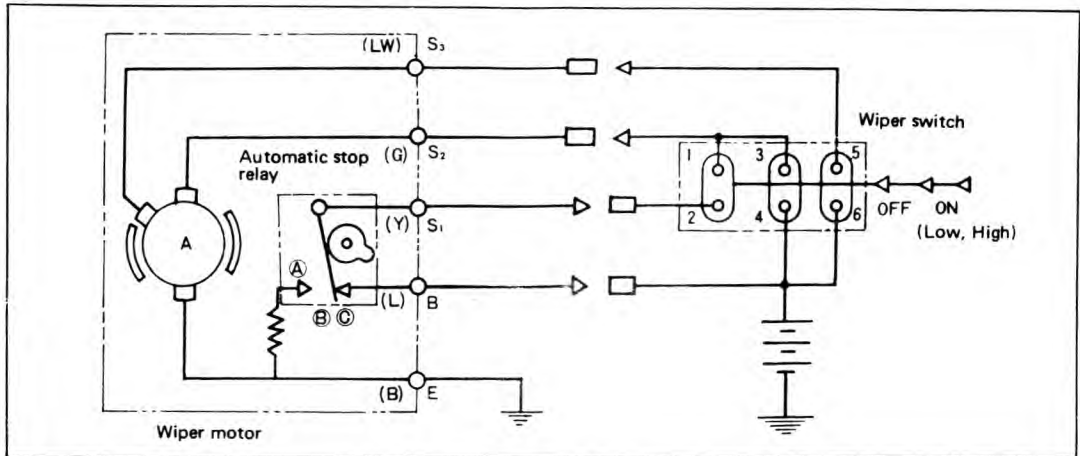 (LW) S₃
Wiper switch
(G) S₂
1 3 5
Automatic stop
relay
(Y) S₁
2 4 6
OFF ON
(Low, High)
A
Ⓐ
Ⓑ Ⓒ
(L) B
(B) E
Wiper motor